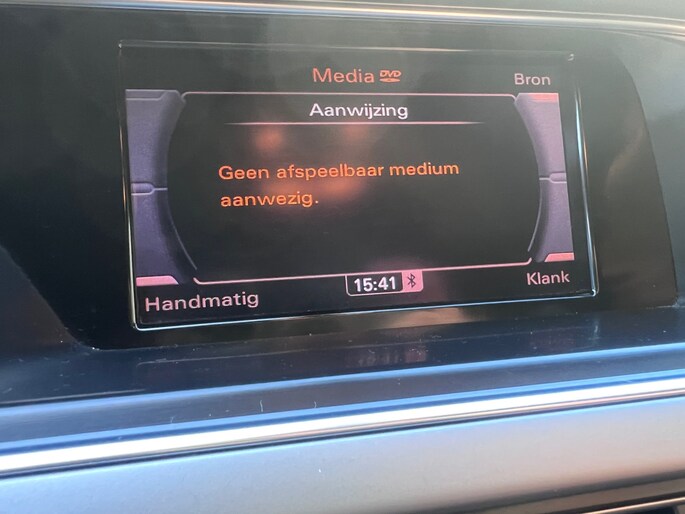 Media DVD
Bron
Aanwijzing
Geen afspeelbaar medium
aanwezig.
15:41
Handmatig
Klank